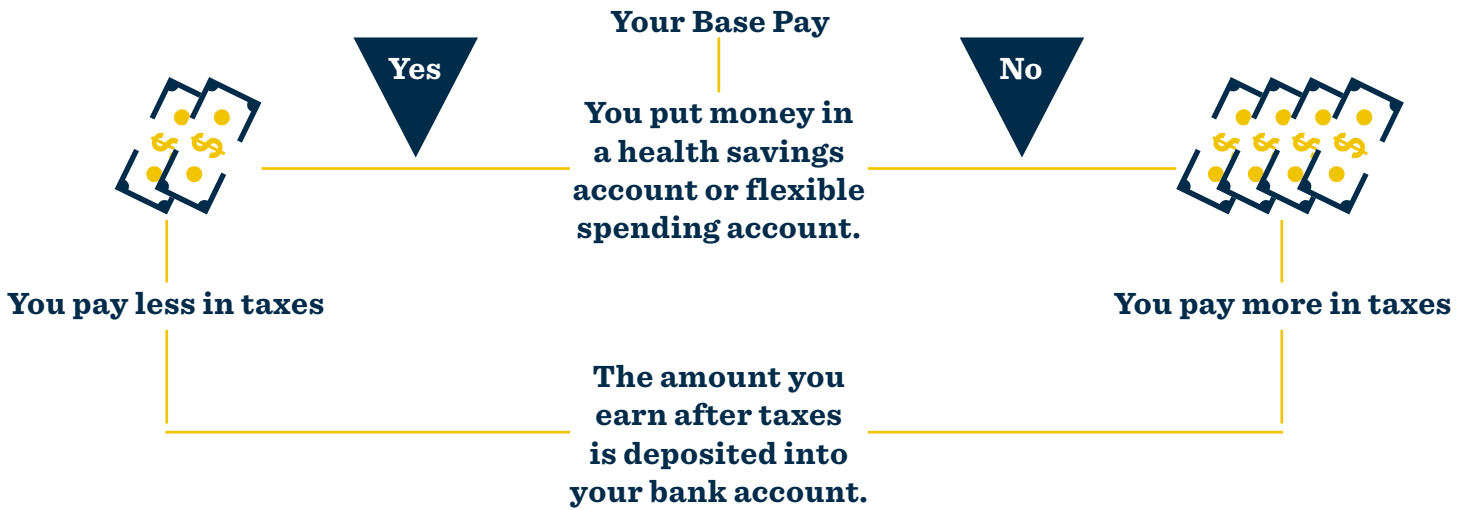 Your Base Pay
Yes
No
You put money in
a health savings
account or flexible
spending account.
$ $
$ $ $ $
You pay less in taxes
You pay more in taxes
The amount you
earn after taxes
is deposited into
your bank account.